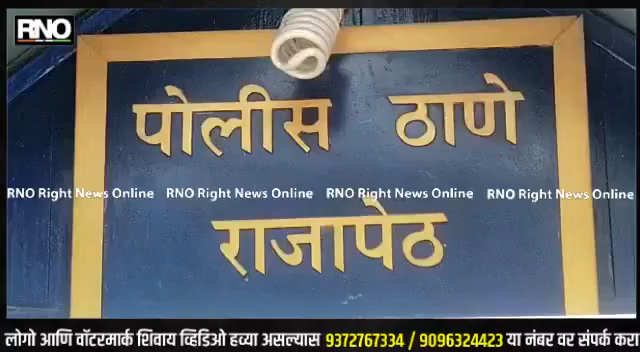 RNO
पोलीस ठाणे
RNO Right News Online RNO Right News Online RNO Right News Online RNO Right News Online
राजापेठ
लोगो आणि वॉटरमार्क शिवाय व्हिडिओ हव्या असल्यास 9372767334 / 9096324423 या नंबर वर संपर्क करा